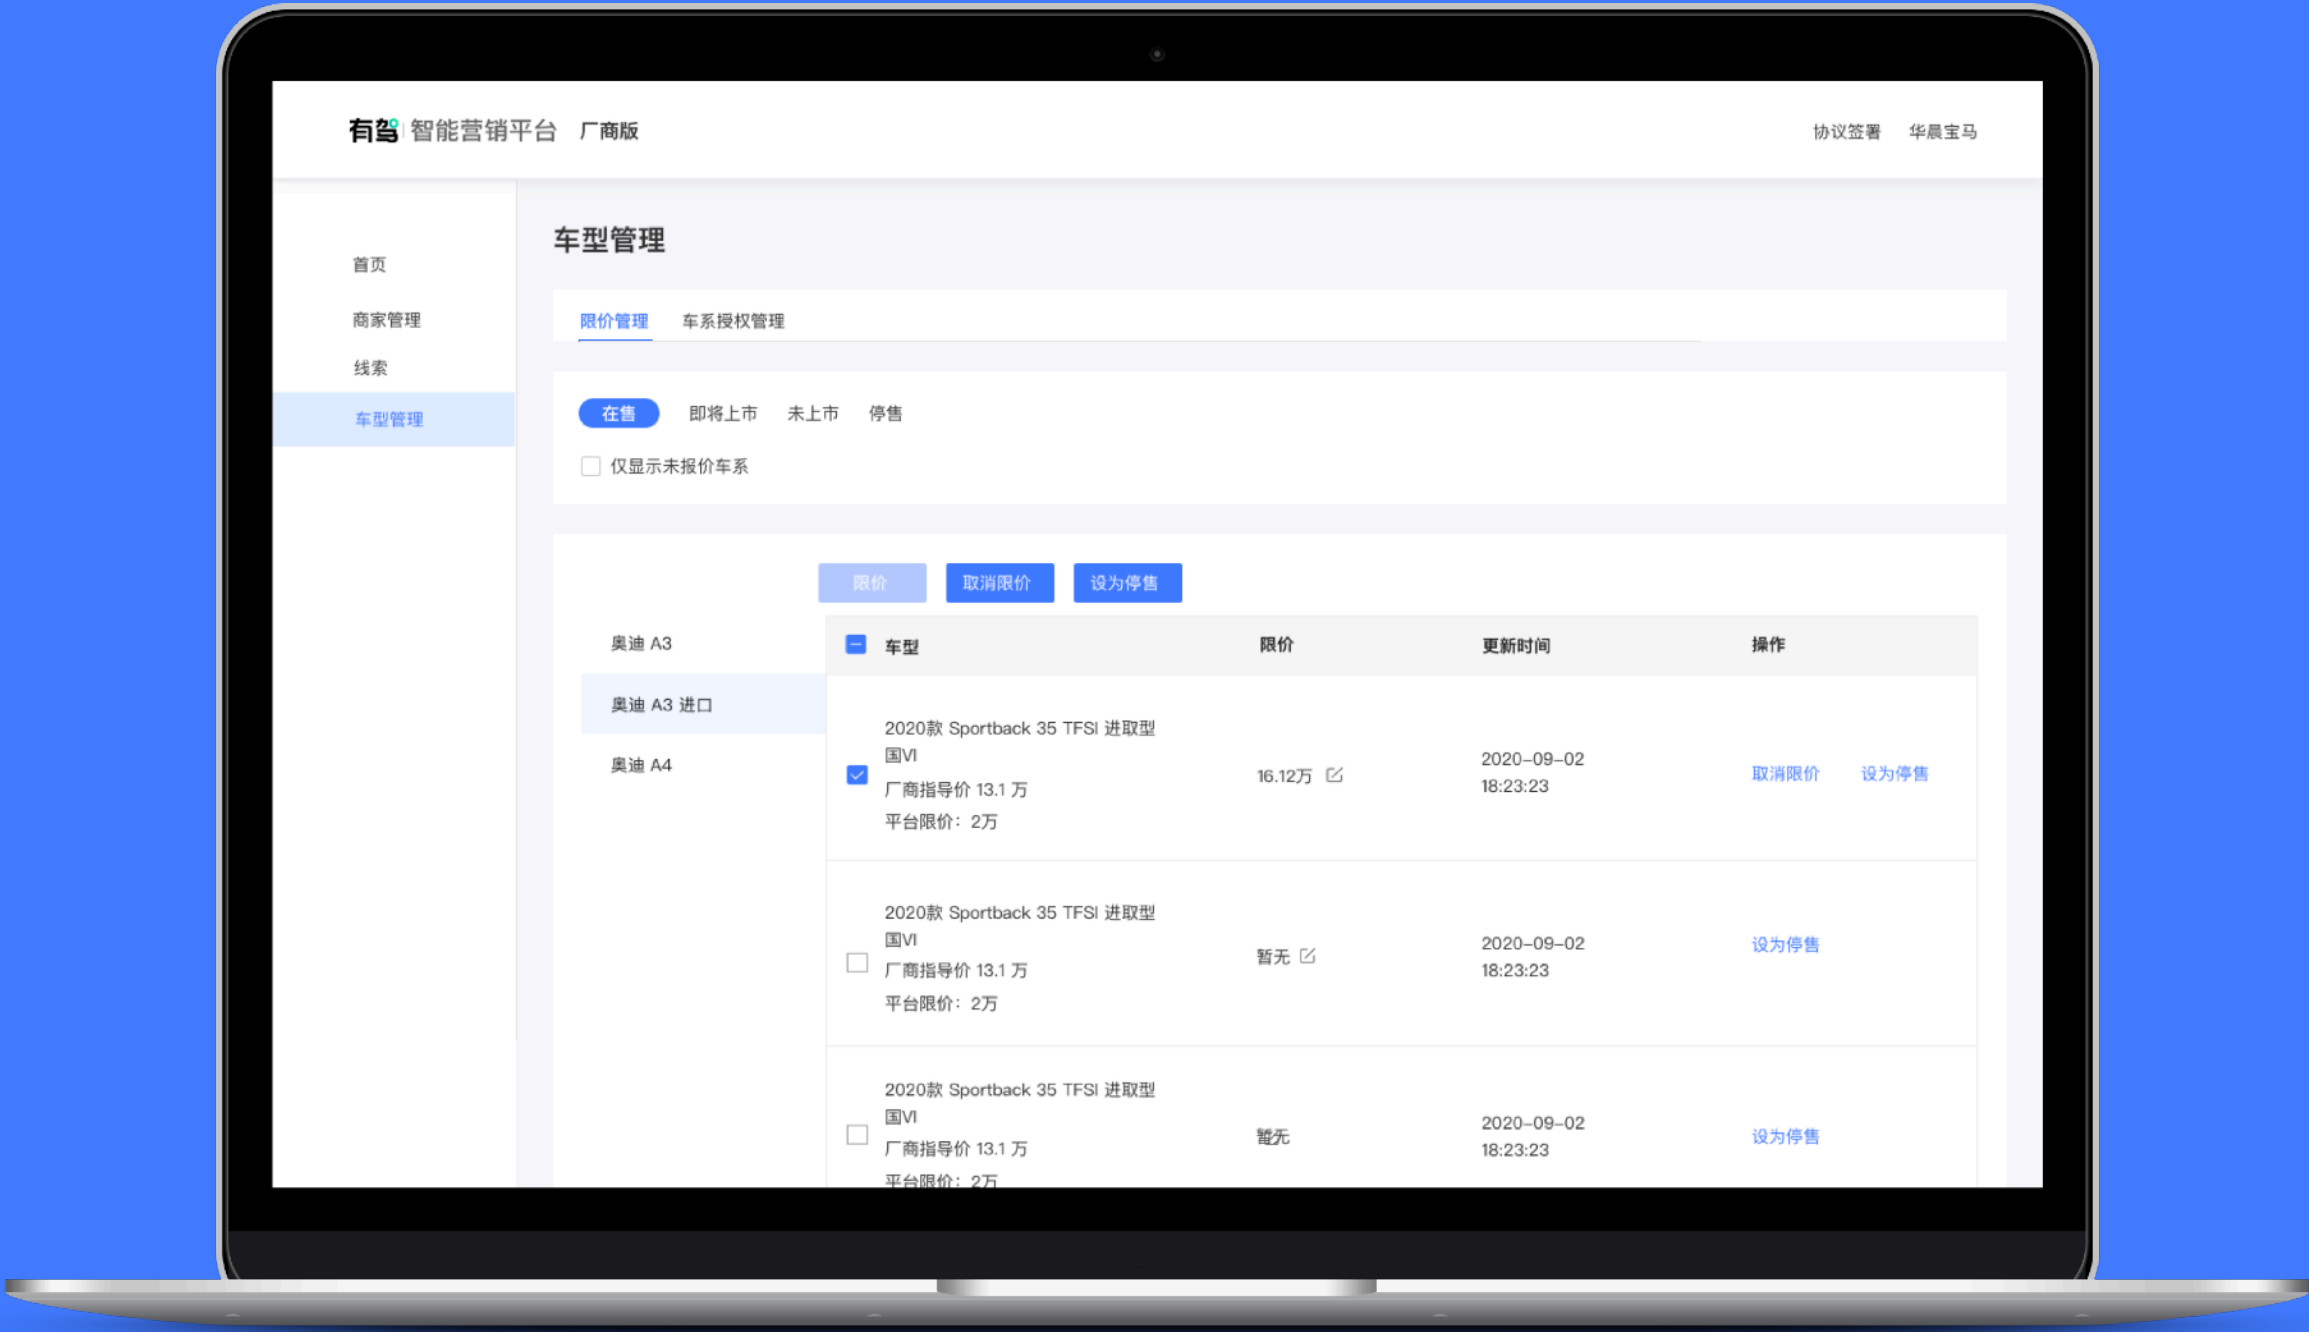 有驾 智能营销平台 厂商版
协议签署 华晨宝马
首页
商家管理
线索
车型管理
车型管理
限价管理 车系授权管理
在售 即将上市 未上市 停售
仅显示未报价车系
限价 取消限价 设为停售
奥迪 A3
奥迪 A3 进口
奥迪 A4
车型 限价 更新时间 操作
2020款 Sportback 35 TFSI 进取型
国VI
厂商指导价 13.1 万
平台限价：2万
16.12万
2020-09-02
18:23:23
取消限价 设为停售
2020款 Sportback 35 TFSI 进取型
国VI
厂商指导价 13.1 万
平台限价：2万
暂无
2020-09-02
18:23:23
设为停售
2020款 Sportback 35 TFSI 进取型
国VI
厂商指导价 13.1 万
平台限价：2万
暂无
2020-09-02
18:23:23
设为停售